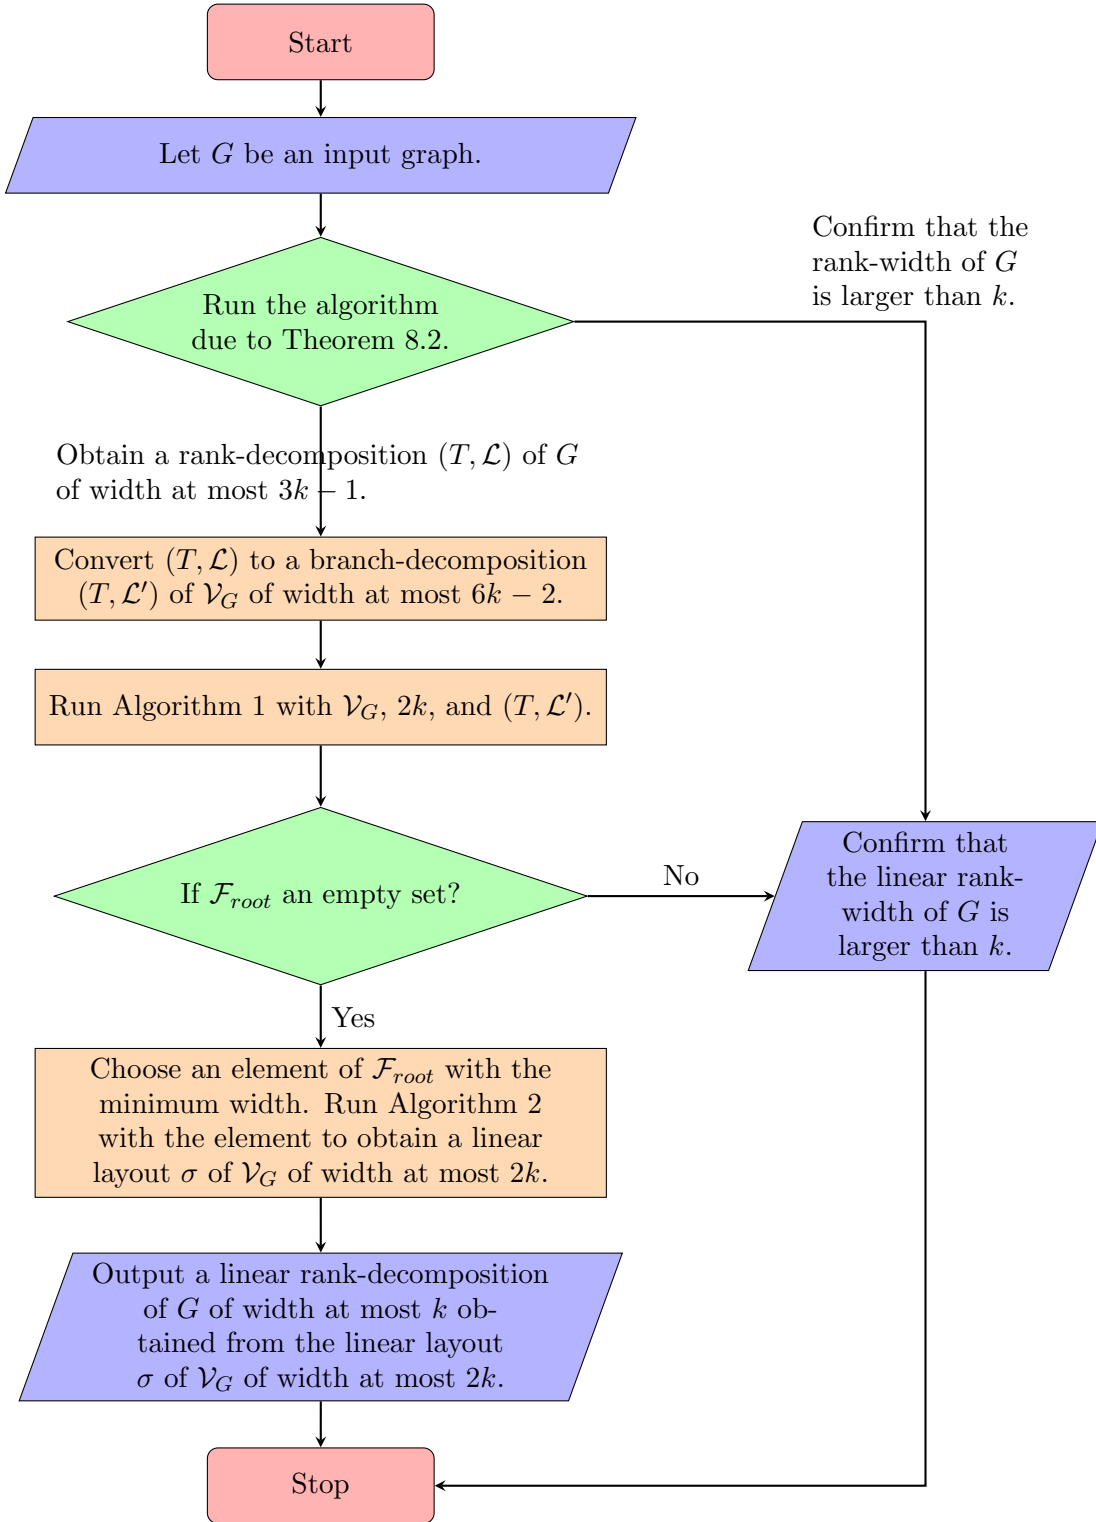 Start
Let G be an input graph.
Confirm that the
rank-width of G
is larger than k.
Run the algorithm
due to Theorem 8.2.
Obtain a rank-decomposition (T, ℒ) of G
of width at most 3k − 1.
Convert (T, ℒ) to a branch-decomposition
(T, ℒ′) of 𝒱_G of width at most 6k − 2.
Run Algorithm 1 with 𝒱_G, 2k, and (T, ℒ′).
If ℱ_root an empty set?
No
Confirm that
the linear rank-
width of G is
larger than k.
Yes
Choose an element of ℱ_root with the
minimum width. Run Algorithm 2
with the element to obtain a linear
layout σ of 𝒱_G of width at most 2k.
Output a linear rank-decomposition
of G of width at most k ob-
tained from the linear layout
σ of 𝒱_G of width at most 2k.
Stop